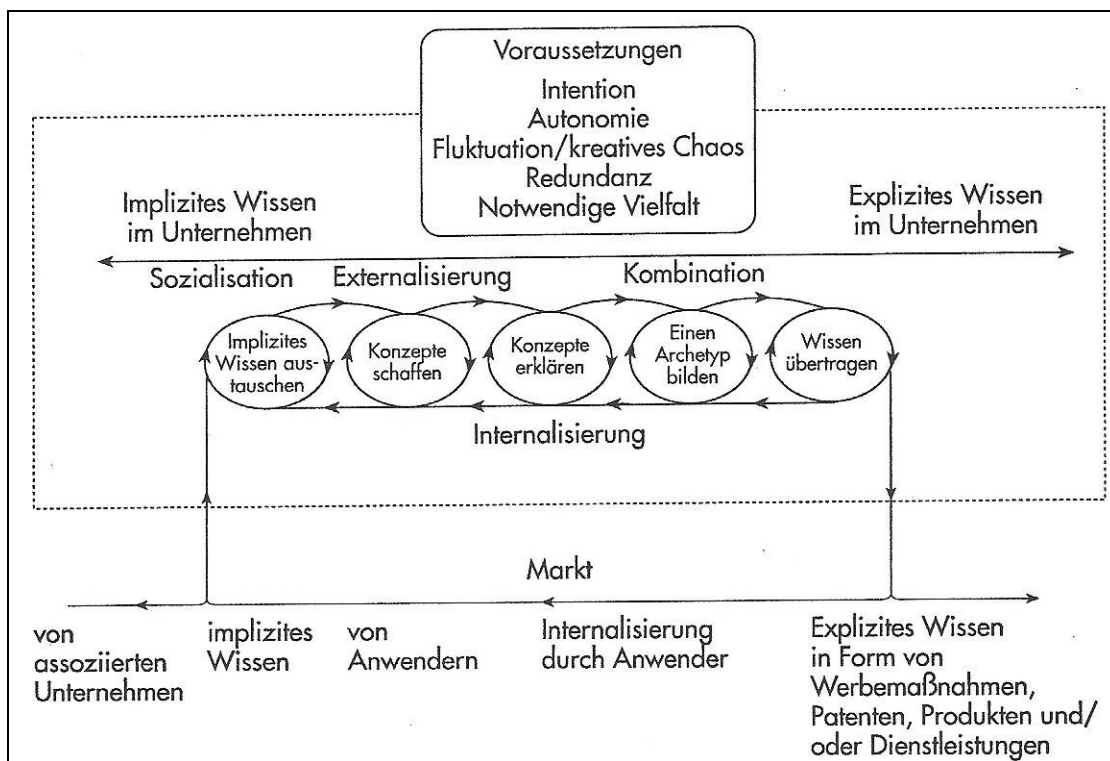 Voraussetzungen
Intention
Autonomie
Fluktuation/kreatives Chaos
Redundanz
Notwendige Vielfalt
Implizites Wissen
im Unternehmen
Explizites Wissen
im Unternehmen
Sozialisation
Externalisierung
Kombination
Implizites
Wissen aus-
tauschen
Konzepte
schaffen
Konzepte
erklären
Einen
Archetyp
bilden
Wissen
übertragen
Internalisierung
Markt
von
assoziierten
Unternehmen
implizites
Wissen
von
Anwendern
Internalisierung
durch Anwender
Explizites Wissen
in Form von
Werbemaßnahmen,
Patenten, Produkten und/
oder Dienstleistungen